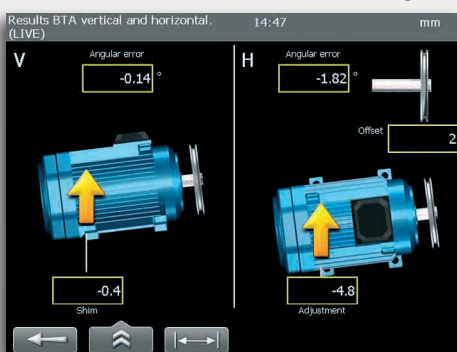 Results BTA vertical and horizontal. 14:47 mm
(LIVE)
V
Angular error
-0.14 °
H
Angular error
-1.82 °
Offset
2
-0.4
Shim
-4.8
Adjustment